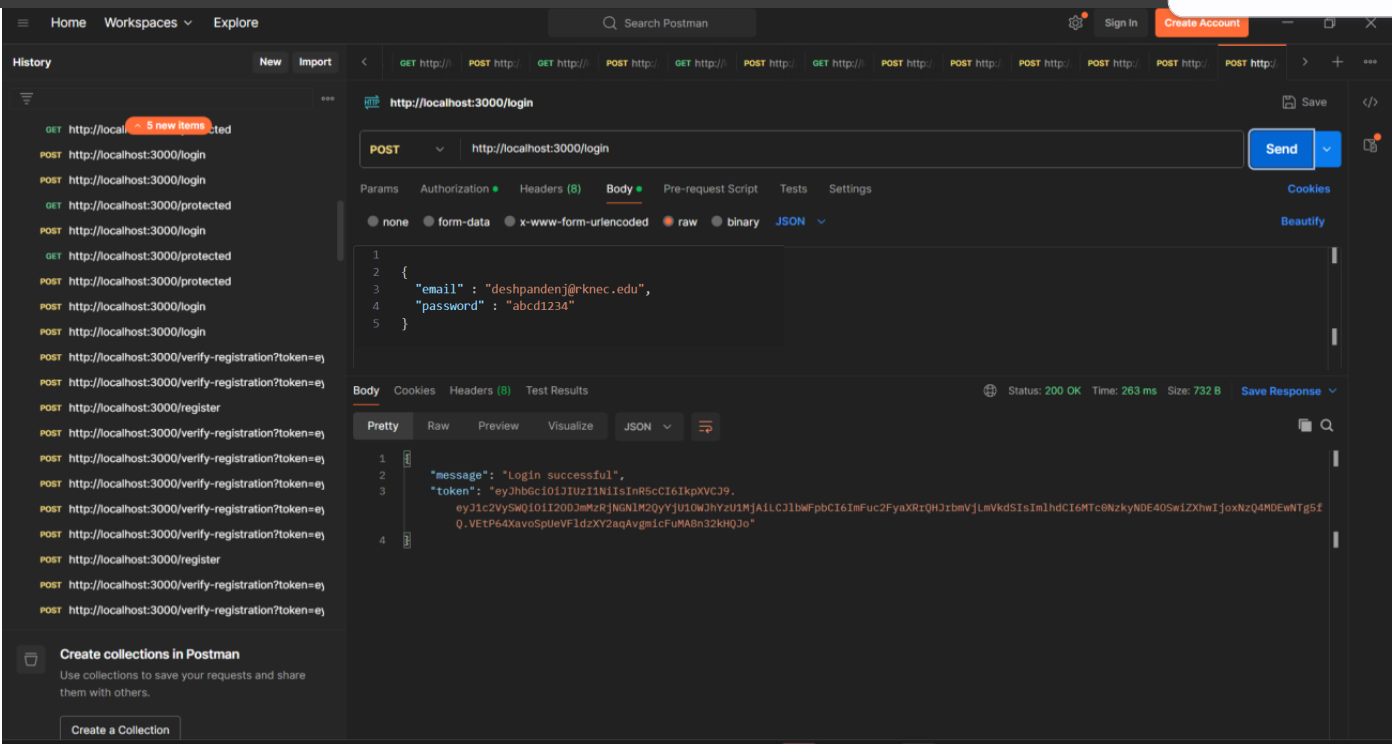 Home Workspaces Explore Search Postman Sign In Create Account
History New Import
GET http://l POST http:/ GET http://l POST http:/ GET http://l POST http:/ GET http://l POST http:/ POST http:/ POST http:/ POST http:/ POST http:/ POST http:/
HTTP http://localhost:3000/login Save
5 new items
GET http://local cted
POST http://localhost:3000/login
POST http://localhost:3000/login
GET http://localhost:3000/protected
POST http://localhost:3000/login
GET http://localhost:3000/protected
POST http://localhost:3000/protected
POST http://localhost:3000/login
POST http://localhost:3000/login
POST http://localhost:3000/verify-registration?token=ey
POST http://localhost:3000/verify-registration?token=ey
POST http://localhost:3000/register
POST http://localhost:3000/verify-registration?token=ey
POST http://localhost:3000/verify-registration?token=ey
POST http://localhost:3000/verify-registration?token=ey
POST http://localhost:3000/verify-registration?token=ey
POST http://localhost:3000/verify-registration?token=ey
POST http://localhost:3000/register
POST http://localhost:3000/verify-registration?token=ey
POST http://localhost:3000/verify-registration?token=ey
Create collections in Postman
Use collections to save your requests and share
them with others.
Create a Collection
POST http://localhost:3000/login Send
Params Authorization Headers (8) Body Pre-request Script Tests Settings Cookies
none form-data x-www-form-urlencoded raw binary JSON Beautify
1
2 {
3 "email" : "deshpandenj@rknec.edu",
4 "password" : "abcd1234"
5 }
Body Cookies Headers (8) Test Results Status: 200 OK Time: 263 ms Size: 732 B Save Response
Pretty Raw Preview Visualize JSON
1 {
2 "message": "Login successful",
3 "token": "eyJhbGciOiJIUzI1NiIsInR5cCI6IkpXVCJ9.
4 }